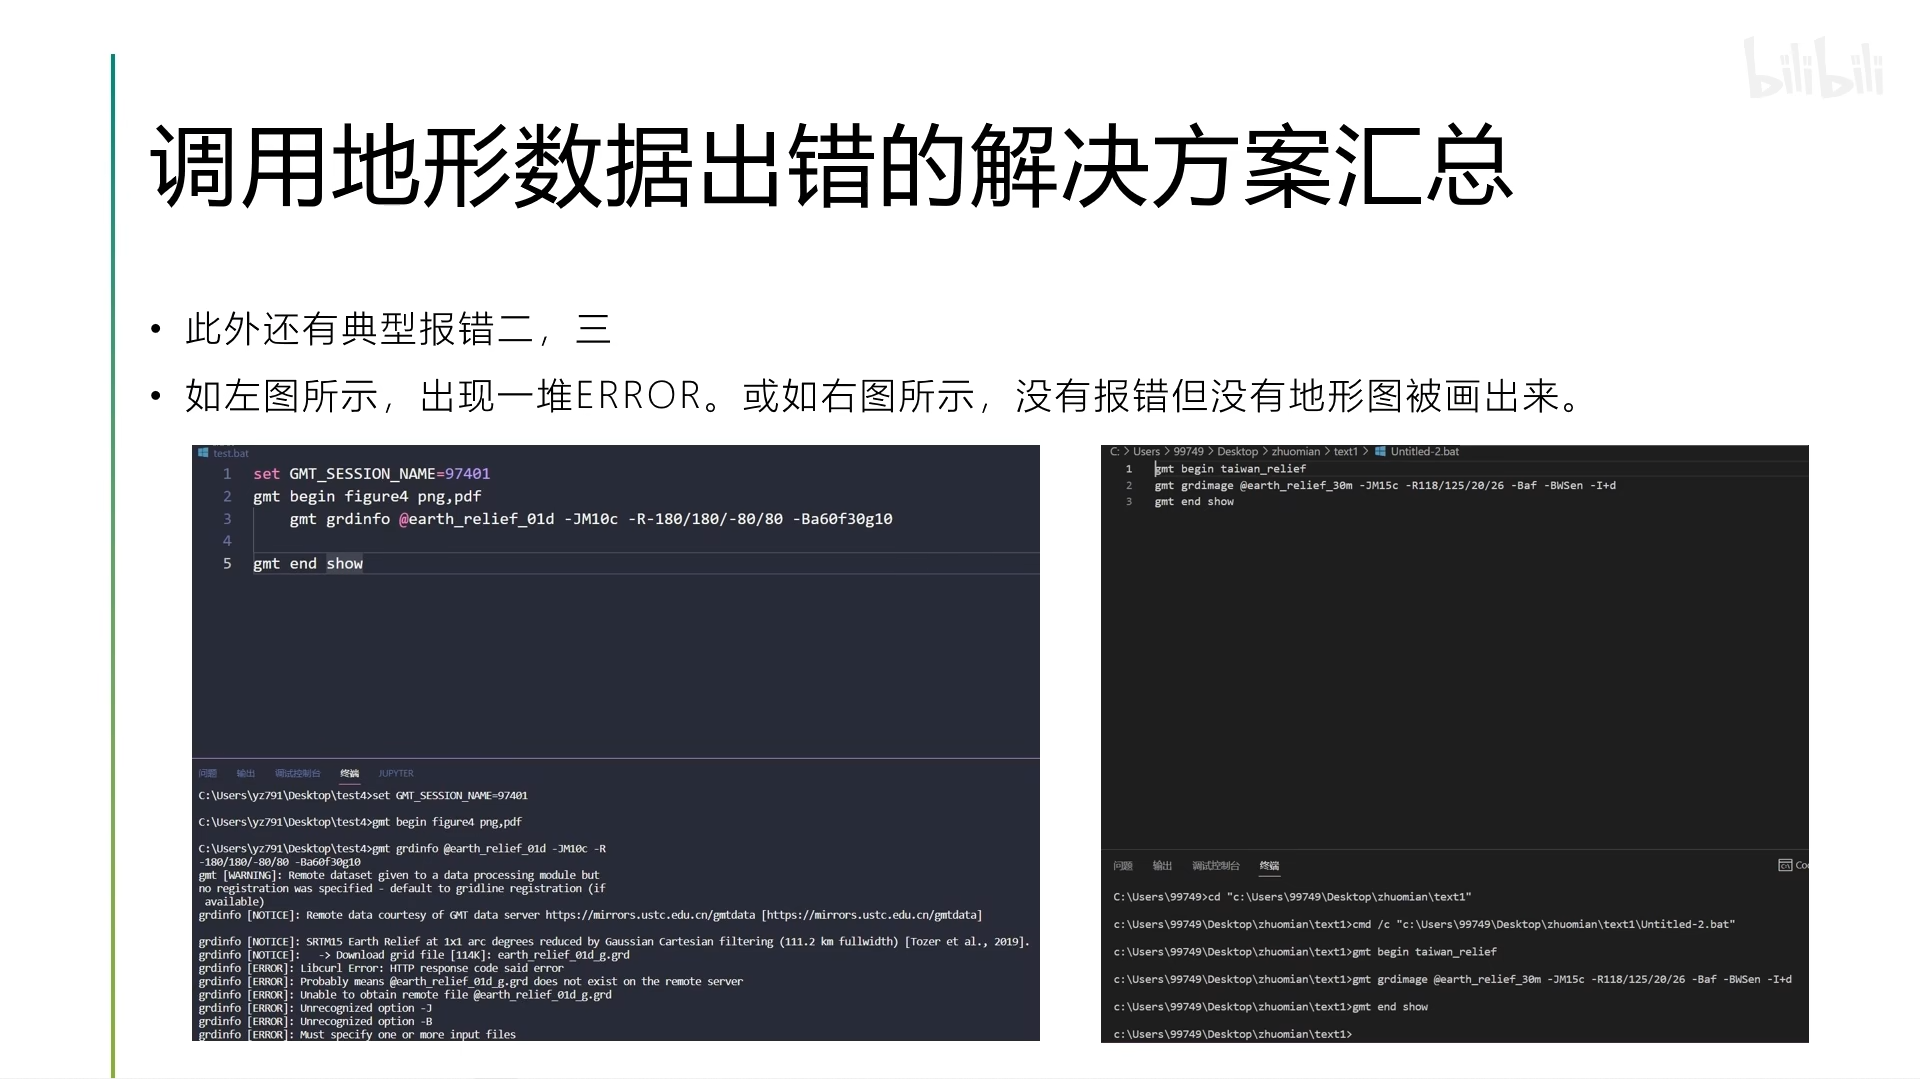 bilibili
调用地形数据出错的解决方案汇总
• 此外还有典型报错二，三
• 如左图所示，出现一堆ERROR。或如右图所示，没有报错但没有地形图被画出来。
test.bat
1 set GMT_SESSION_NAME=97401
2 gmt begin figure4 png,pdf
3 gmt grdinfo @earth_relief_01d -JM10c -R-180/180/-80/80 -Ba60f30g10
4
5 gmt end show
问题 输出 调试控制台 终端 JUPYTER
C:\Users\yz791\Desktop\test4>set GMT_SESSION_NAME=97401
C:\Users\yz791\Desktop\test4>gmt begin figure4 png,pdf
C:\Users\yz791\Desktop\test4>gmt grdinfo @earth_relief_01d -JM10c -R
-180/180/-80/80 -Ba60f30g10
gmt [WARNING]: Remote dataset given to a data processing module but
no registration was specified - default to gridline registration (if
available)
grdinfo [NOTICE]: Remote data courtesy of GMT data server https://mirrors.ustc.edu.cn/gmtdata [https://mirrors.ustc.edu.cn/gmtdata]
grdinfo [NOTICE]: SRTM15 Earth Relief at 1x1 arc degrees reduced by Gaussian Cartesian filtering (111.2 km fullwidth) [Tozer et al., 2019].
grdinfo [NOTICE]: -> Download grid file [114K]: earth_relief_01d_g.grd
grdinfo [ERROR]: Libcurl Error: HTTP response code said error
grdinfo [ERROR]: Probably means @earth_relief_01d_g.grd does not exist on the remote server
grdinfo [ERROR]: Unable to obtain remote file @earth_relief_01d_g.grd
grdinfo [ERROR]: Unrecognized option -J
grdinfo [ERROR]: Unrecognized option -B
grdinfo [ERROR]: Must specify one or more input files
C: > Users > 99749 > Desktop > zhuomian > text1 > Untitled-2.bat
1 gmt begin taiwan_relief
2 gmt grdimage @earth_relief_30m -JM15c -R118/125/20/26 -Baf -BWSen -I+d
3 gmt end show
问题 输出 调试控制台 终端
C:\Users\99749>cd "c:\Users\99749\Desktop\zhuomian\text1"
c:\Users\99749\Desktop\zhuomian\text1>cmd /c "c:\Users\99749\Desktop\zhuomian\text1\Untitled-2.bat"
c:\Users\99749\Desktop\zhuomian\text1>gmt begin taiwan_relief
c:\Users\99749\Desktop\zhuomian\text1>gmt grdimage @earth_relief_30m -JM15c -R118/125/20/26 -Baf -BWSen -I+d
c:\Users\99749\Desktop\zhuomian\text1>gmt end show
c:\Users\99749\Desktop\zhuomian\text1>